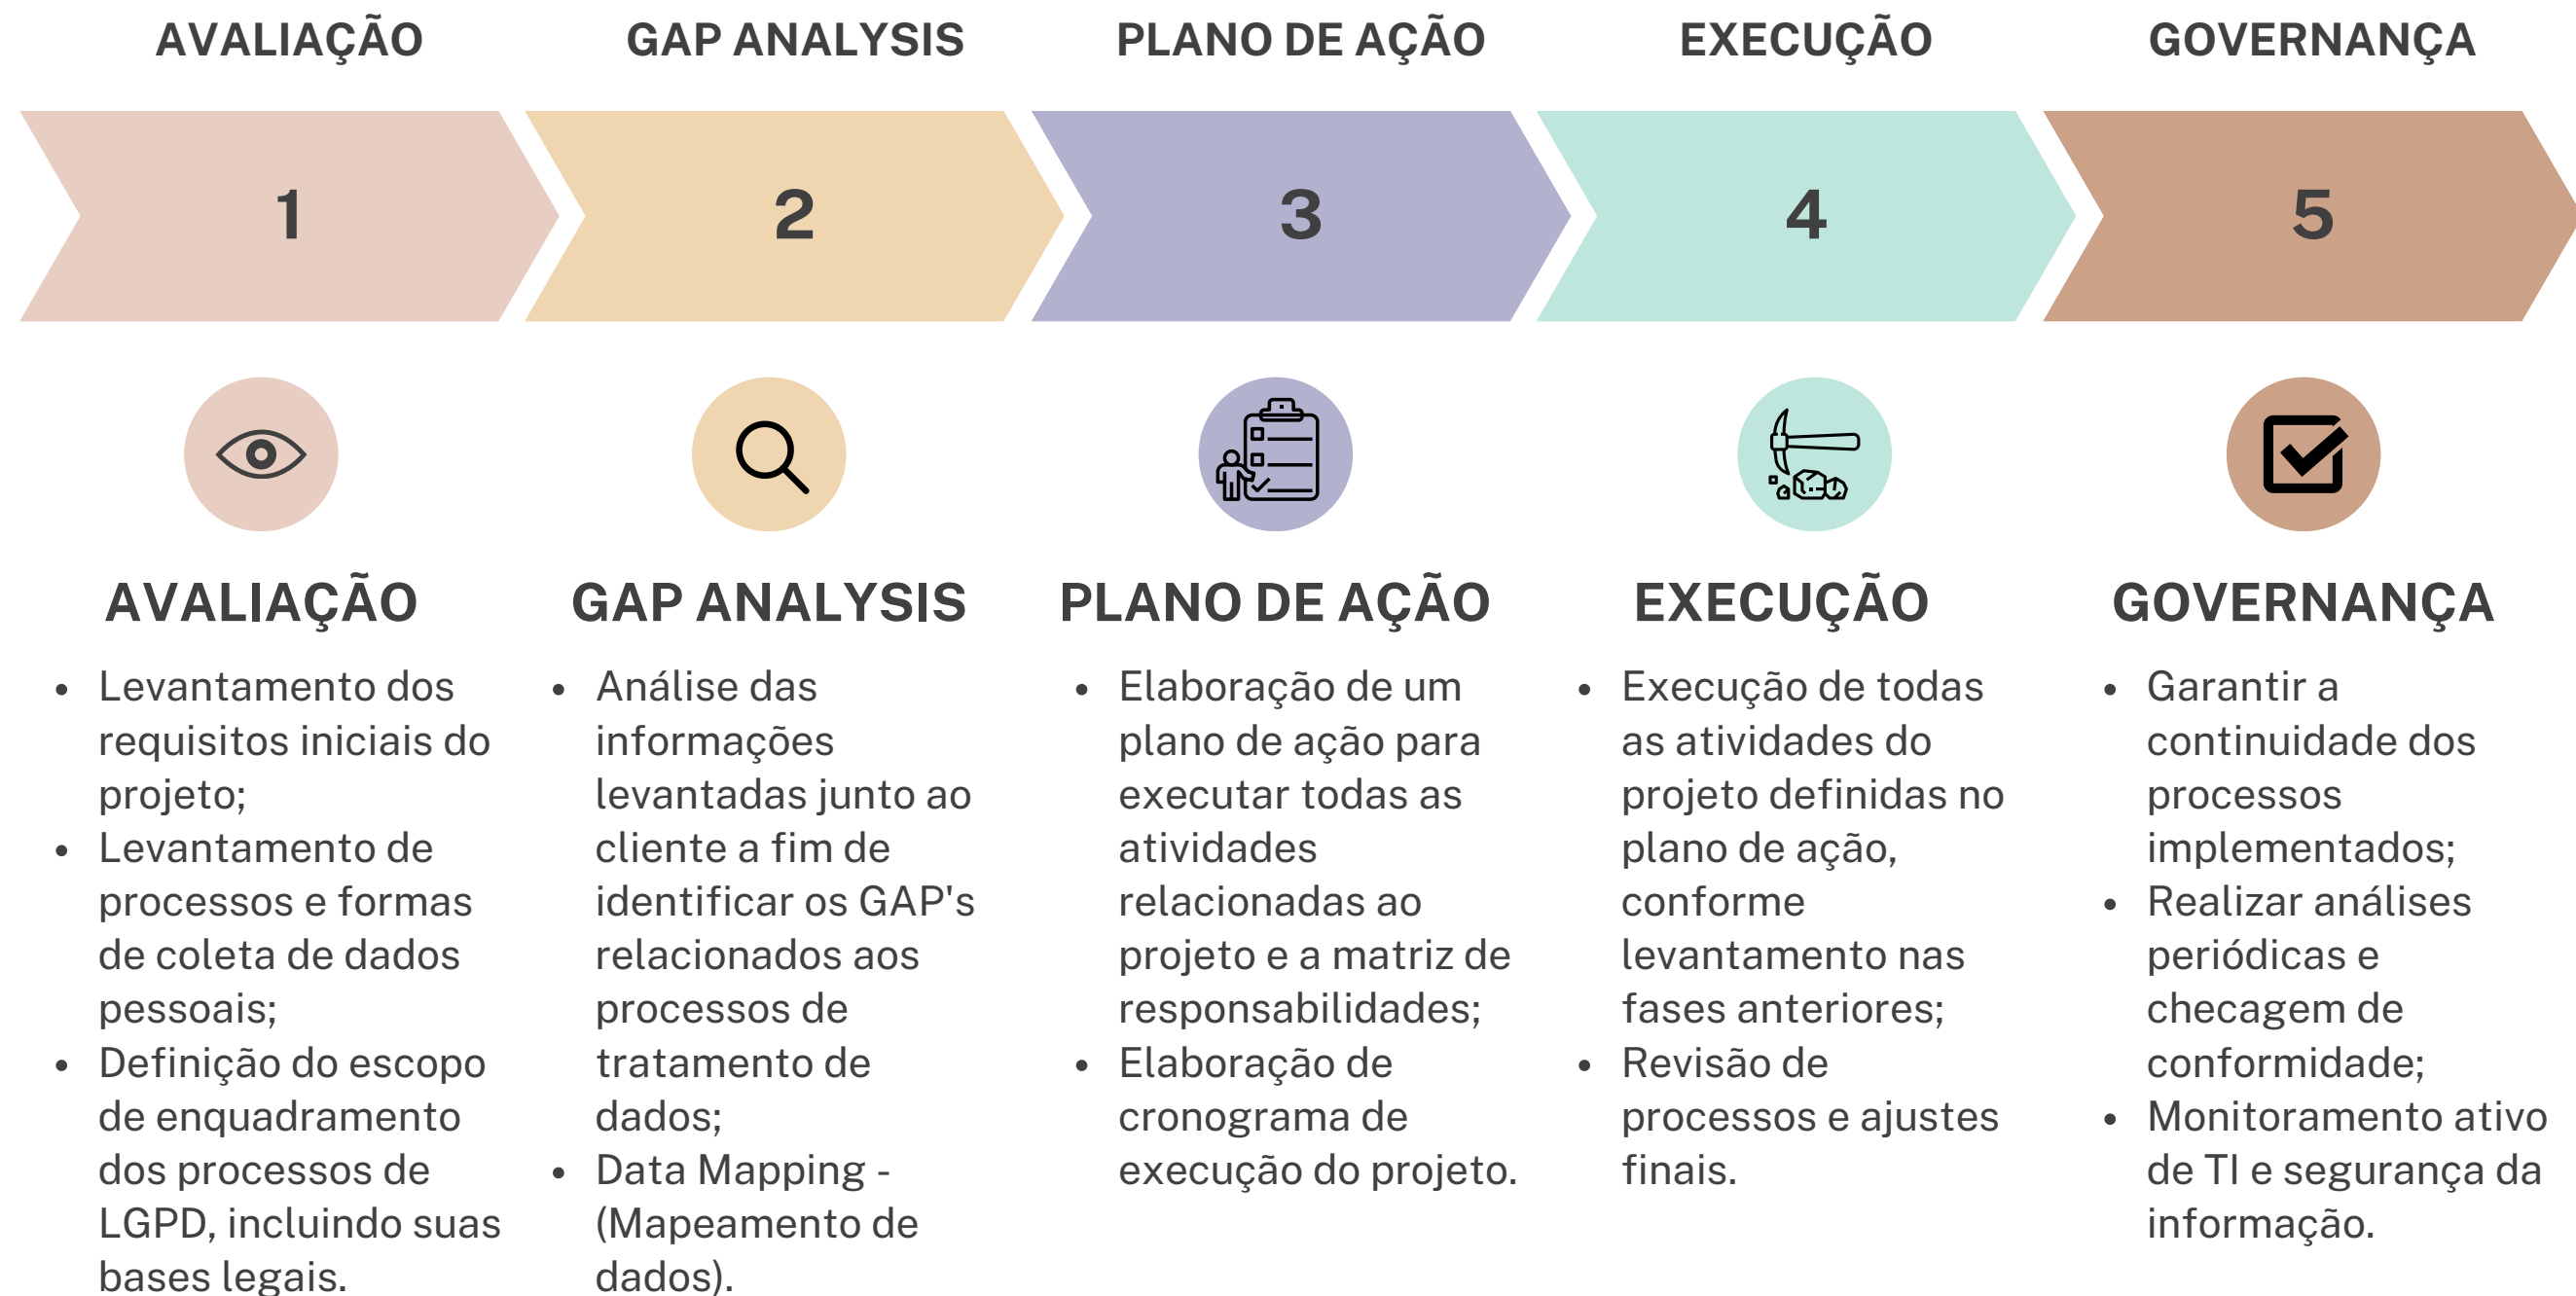 AVALIAÇÃO
GAP ANALYSIS
PLANO DE AÇÃO
EXECUÇÃO
GOVERNANÇA
1
2
3
4
5
AVALIAÇÃO
• Levantamento dos
requisitos iniciais do
projeto;
• Levantamento de
processos e formas
de coleta de dados
pessoais;
• Definição do escopo
de enquadramento
dos processos de
LGPD, incluindo suas
bases legais.
GAP ANALYSIS
• Análise das
informações
levantadas junto ao
cliente a fim de
identificar os GAP's
relacionados aos
processos de
tratamento de
dados;
• Data Mapping -
(Mapeamento de
dados).
PLANO DE AÇÃO
• Elaboração de um
plano de ação para
executar todas as
atividades
relacionadas ao
projeto e a matriz de
responsabilidades;
• Elaboração de
cronograma de
execução do projeto.
EXECUÇÃO
• Execução de todas
as atividades do
projeto definidas no
plano de ação,
conforme
levantamento nas
fases anteriores;
• Revisão de
processos e ajustes
finais.
GOVERNANÇA
• Garantir a
continuidade dos
processos
implementados;
• Realizar análises
periódicas e
checagem de
conformidade;
• Monitoramento ativo
de TI e segurança da
informação.